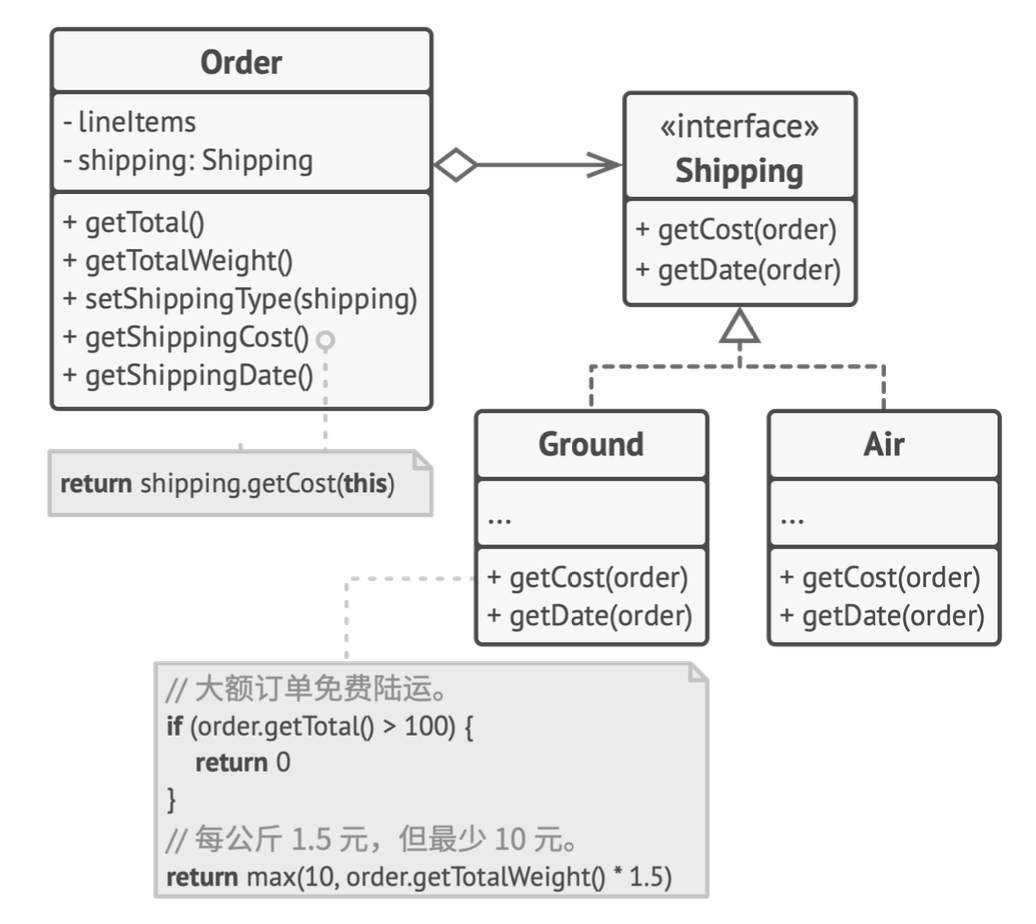 Order
- lineItems
- shipping: Shipping
+ getTotal()
+ getTotalWeight()
+ setShippingType(shipping)
+ getShippingCost()
+ getShippingDate()
return shipping.getCost(this)
«interface»
Shipping
+ getCost(order)
+ getDate(order)
Ground
...
+ getCost(order)
+ getDate(order)
Air
...
+ getCost(order)
+ getDate(order)
// 大额订单免费陆运。
if (order.getTotal() > 100) {
return 0
}
// 每公斤 1.5 元，但最少 10 元。
return max(10, order.getTotalWeight() * 1.5)